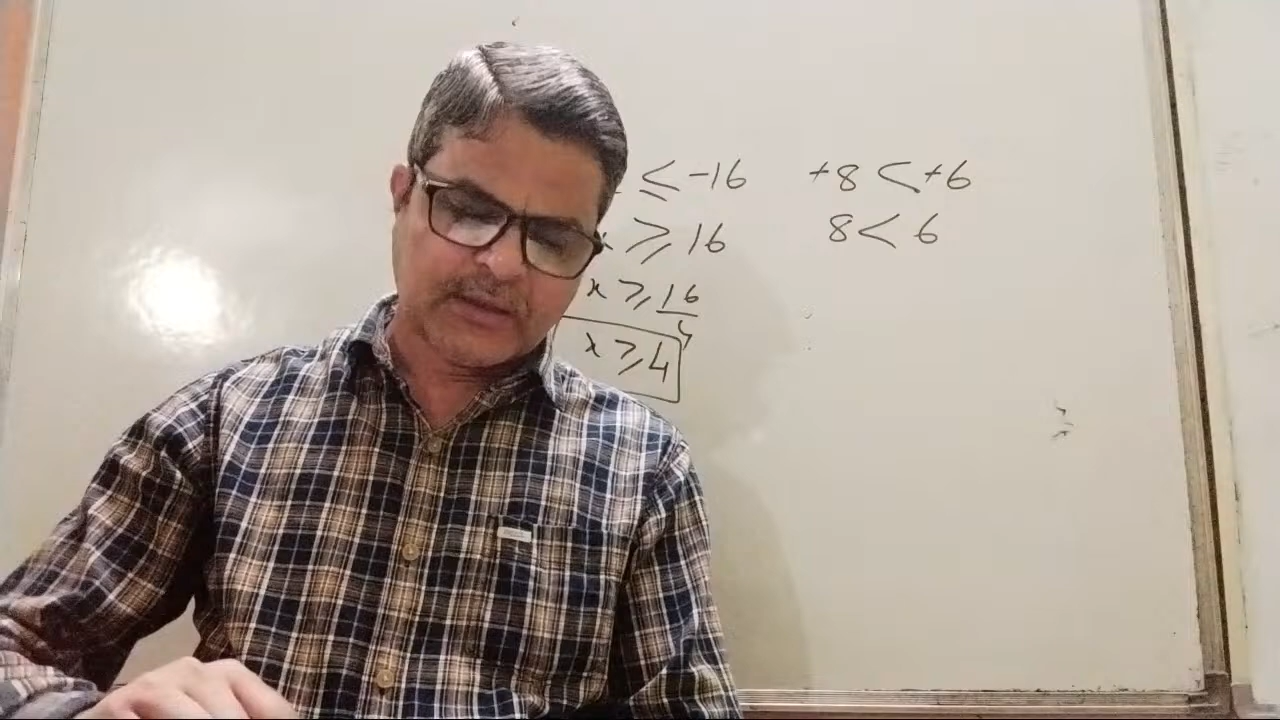 ≤ -16
x ≥ 16
x ≥ 16/4
x ≥ 4
+8 < +6
8 < 6